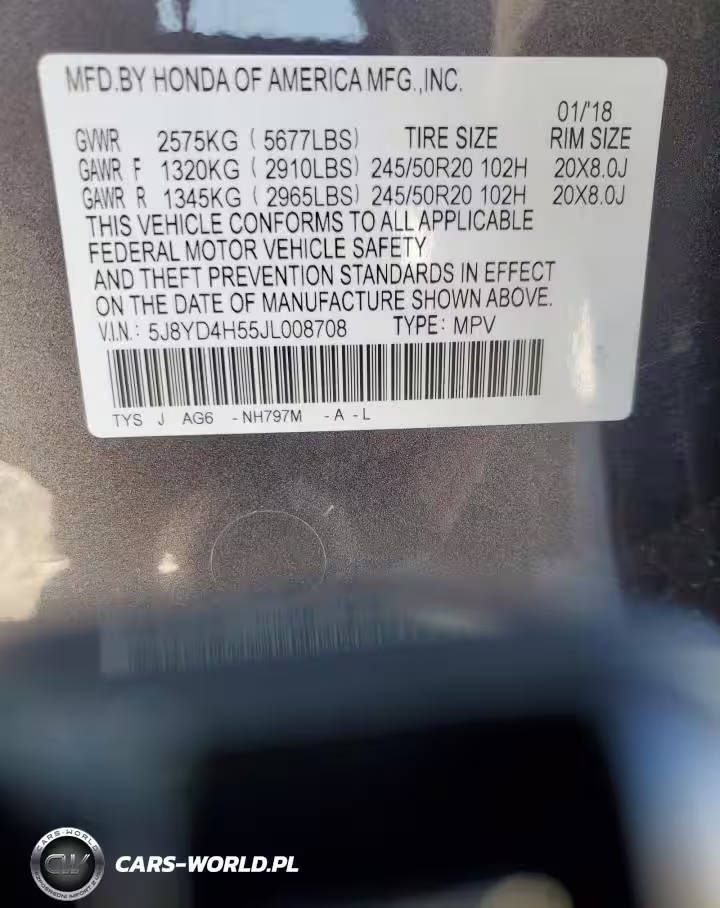 MFD.BY HONDA OF AMERICA MFG.,INC.
01/'18
GVWR 2575KG ( 5677LBS) TIRE SIZE RIM SIZE
GAWR F 1320KG ( 2910LBS) 245/50R20 102H 20X8.0J
GAWR R 1345KG ( 2965LBS) 245/50R20 102H 20X8.0J
THIS VEHICLE CONFORMS TO ALL APPLICABLE
FEDERAL MOTOR VEHICLE SAFETY
AND THEFT PREVENTION STANDARDS IN EFFECT
ON THE DATE OF MANUFACTURE SHOWN ABOVE.
V.I.N.: 5J8YD4H55JL008708 TYPE: MPV
TYS J AG6 -NH797M -A -L
CARS-WORLD
CW
CARS-WORLD.PL